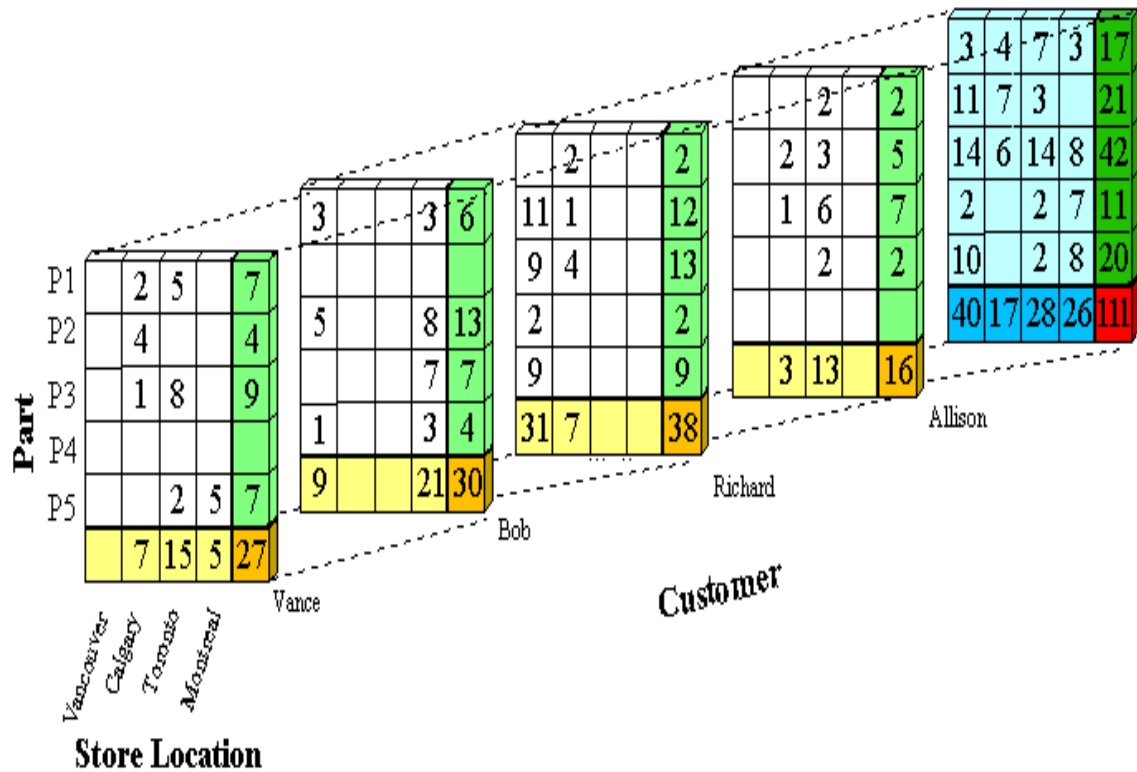 Part
P1 2 5 7
P2 4 4
P3 1 8 9
P4
P5 2 5 7
7 15 5 27
Vance
Vancouver
Calgary
Toronto
Montreal
Store Location
3 3 6
5 8 13
7 7
1 3 4
9 21 30
Bob
2 2
11 1 12
9 4 13
2 2
9 9
31 7 38
Richard
2 2
2 3 5
1 6 7
2 2
3 13 16
Allison
3 4 7 3 17
11 7 3 21
14 6 14 8 42
2 2 7 11
10 2 8 20
40 17 28 26 111
Customer